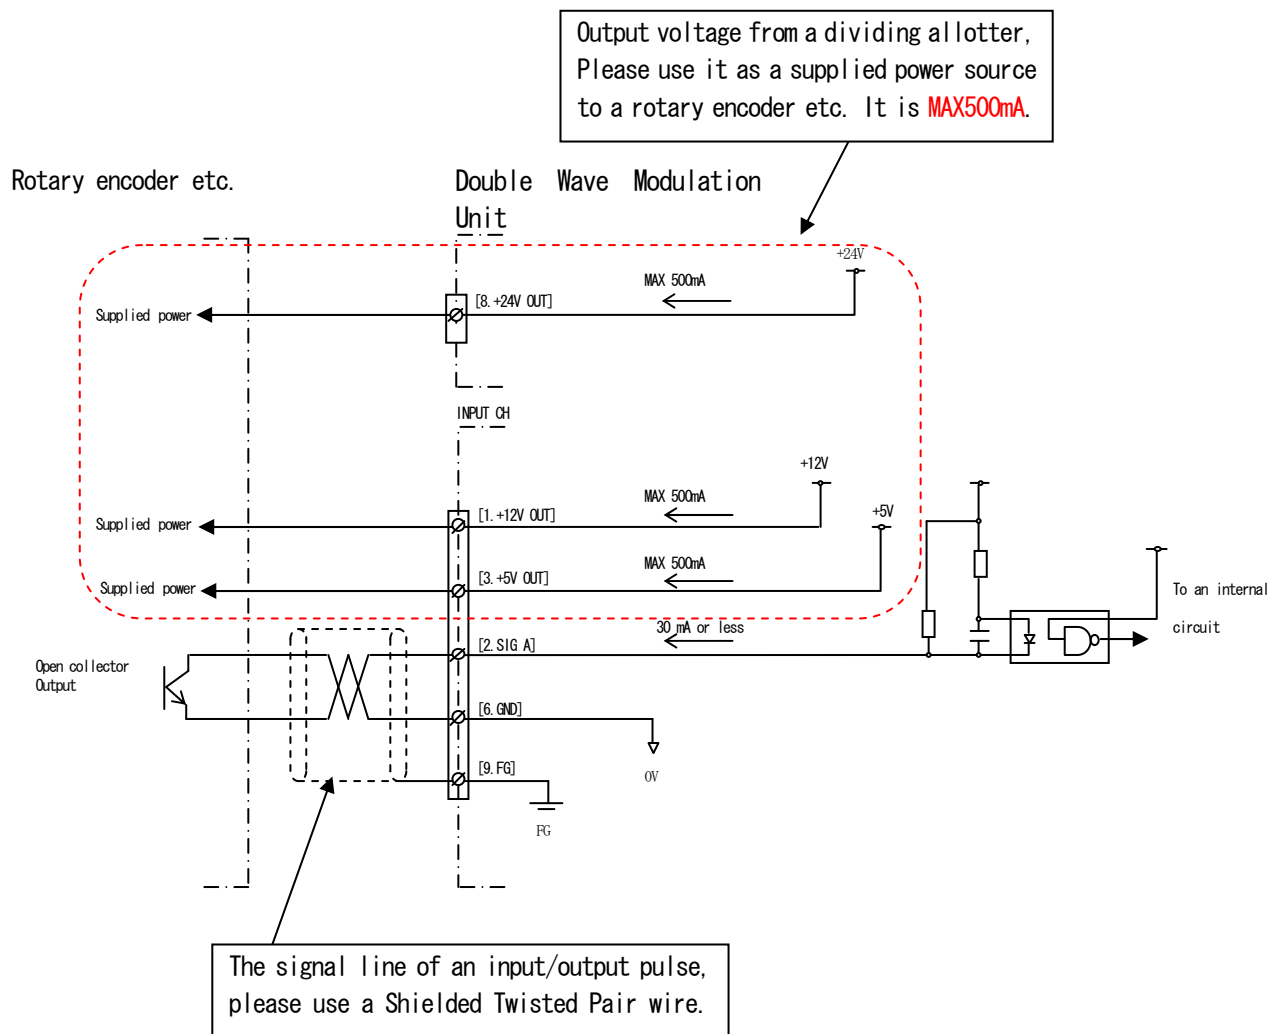 Output voltage from a dividing allotter,
Please use it as a supplied power source
to a rotary encoder etc. It is MAX500mA.
Rotary encoder etc.
Double Wave Modulation
Unit
+24V
MAX 500mA
[8.+24V OUT]
Supplied power
INPUT CH
+12V
MAX 500mA
[1.+12V OUT]
+5V
Supplied power
MAX 500mA
[3.+5V OUT]
Supplied power
To an internal
circuit
30 mA or less
[2.SIG A]
Open collector
Output
[6.GND]
0V
[9.FG]
FG
The signal line of an input/output pulse,
please use a Shielded Twisted Pair wire.